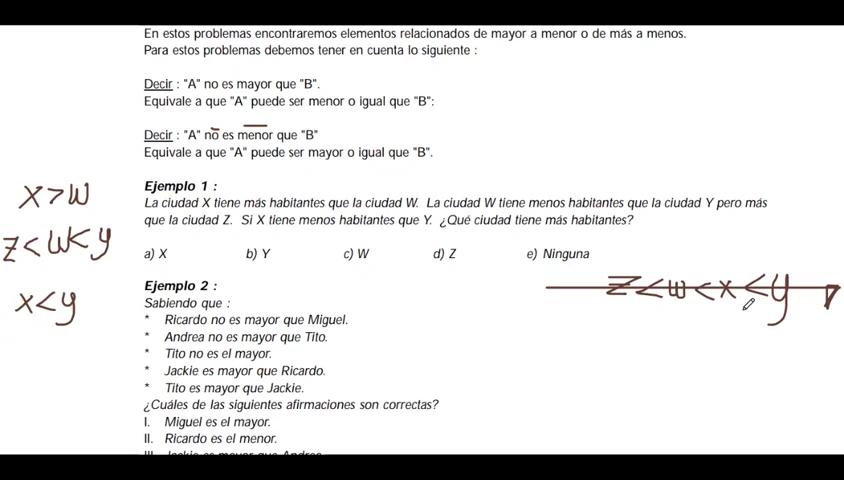 En estos problemas encontraremos elementos relacionados de mayor a menor o de más a menos.
Para estos problemas debemos tener en cuenta lo siguiente :
Decir : "A" no es mayor que "B".
Equivale a que "A" puede ser menor o igual que "B":
Decir : "A" no es menor que "B"
Equivale a que "A" puede ser mayor o igual que "B".
Ejemplo 1 :
x > w
La ciudad X tiene más habitantes que la ciudad W. La ciudad W tiene menos habitantes que la ciudad Y pero más
que la ciudad Z. Si X tiene menos habitantes que Y. ¿Qué ciudad tiene más habitantes?
z < w < y
a) X b) Y c) W d) Z e) Ninguna
x < y
z < w < x < y
Ejemplo 2 :
Sabiendo que :
* Ricardo no es mayor que Miguel.
* Andrea no es mayor que Tito.
* Tito no es el mayor.
* Jackie es mayor que Ricardo.
* Tito es mayor que Jackie.
¿Cuáles de las siguientes afirmaciones son correctas?
I. Miguel es el mayor.
II. Ricardo es el menor.
III. Jackie es mayor que Andrea.